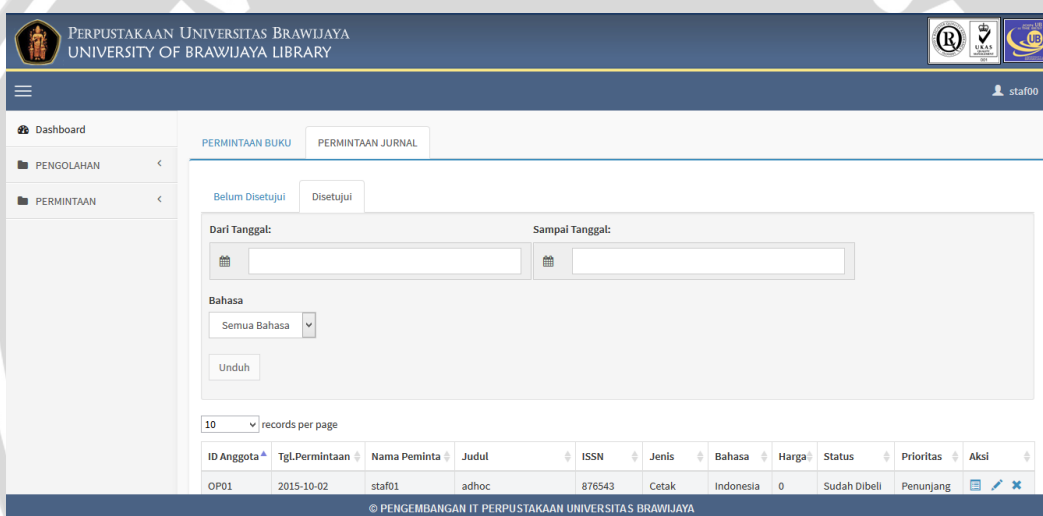 PERPUSTAKAAN UNIVERSITAS BRAWIJAYA
UNIVERSITY OF BRAWIJAYA LIBRARY
R
UKAS
UB
staf00
Dashboard
PENGOLAHAN
PERMINTAAN
PERMINTAAN BUKU PERMINTAAN JURNAL
Belum Disetujui Disetujui
Dari Tanggal: Sampai Tanggal:
Bahasa
Semua Bahasa
Unduh
10 records per page
ID Anggota Tgl.Permintaan Nama Peminta Judul ISSN Jenis Bahasa Harga Status Prioritas Aksi
OP01 2015-10-02 staf01 adhoc 876543 Cetak Indonesia 0 Sudah Dibeli Penunjang
© PENGEMBANGAN IT PERPUSTAKAAN UNIVERSITAS BRAWIJAYA